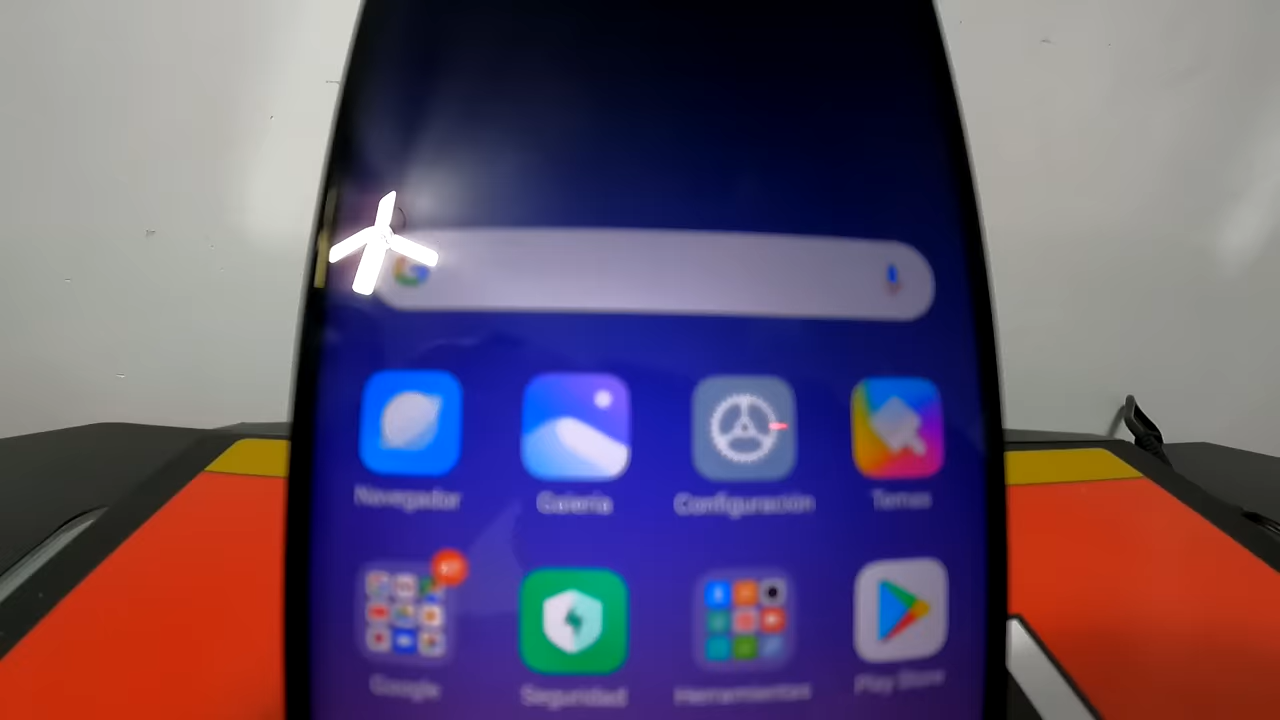 G
Navegador
Galería
Configuración
Temas
Google
Seguridad
Herramientas
Play Store